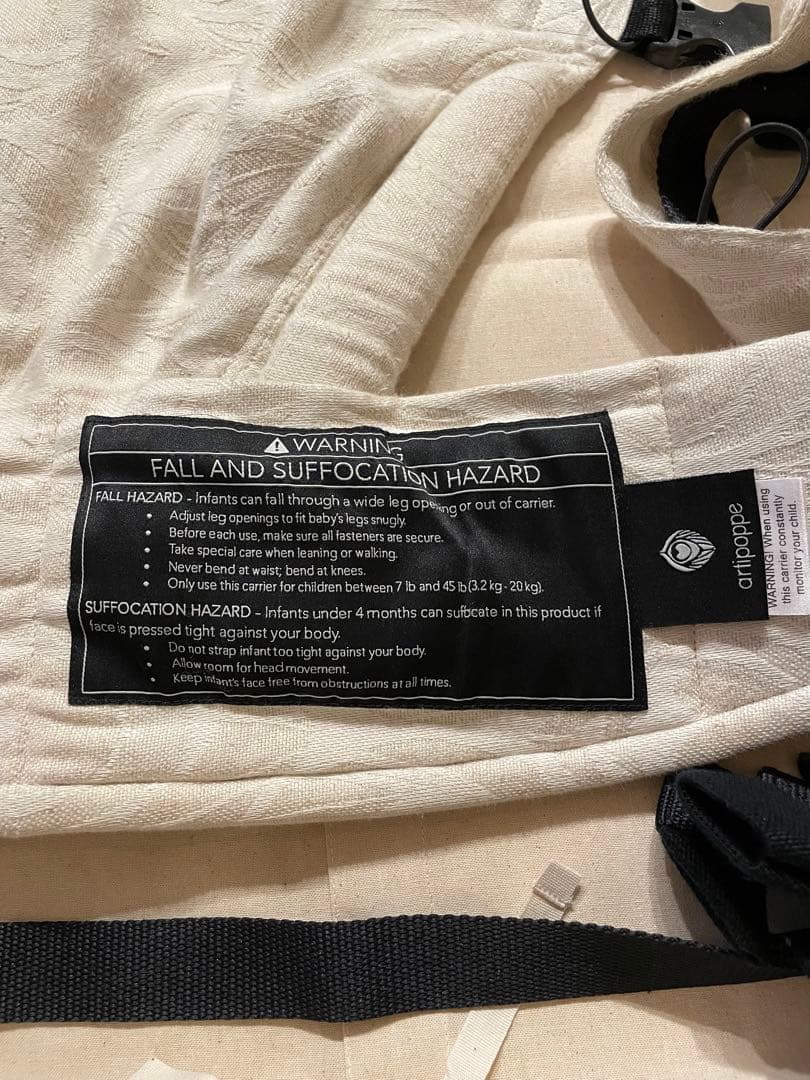 ⚠ WARNING
FALL AND SUFFOCATION HAZARD
FALL HAZARD - Infants can fall through a wide leg opening or out of carrier.
• Adjust leg openings to fit baby's legs snugly.
• Before each use, make sure all fasteners are secure.
• Take special care when leaning or walking.
• Never bend at waist; bend at knees.
• Only use this carrier for children between 7 lb and 45 lb (3.2 kg - 20 kg).
SUFFOCATION HAZARD - Infants under 4 months can suffocate in this product if
face is pressed tight against your body.
• Do not strap infant too tight against your body.
• Allow room for head movement.
• Keep infant's face free from obstructions at all times.
artipoppe
WARNING! When using
this carrier constantly
monitor your child.